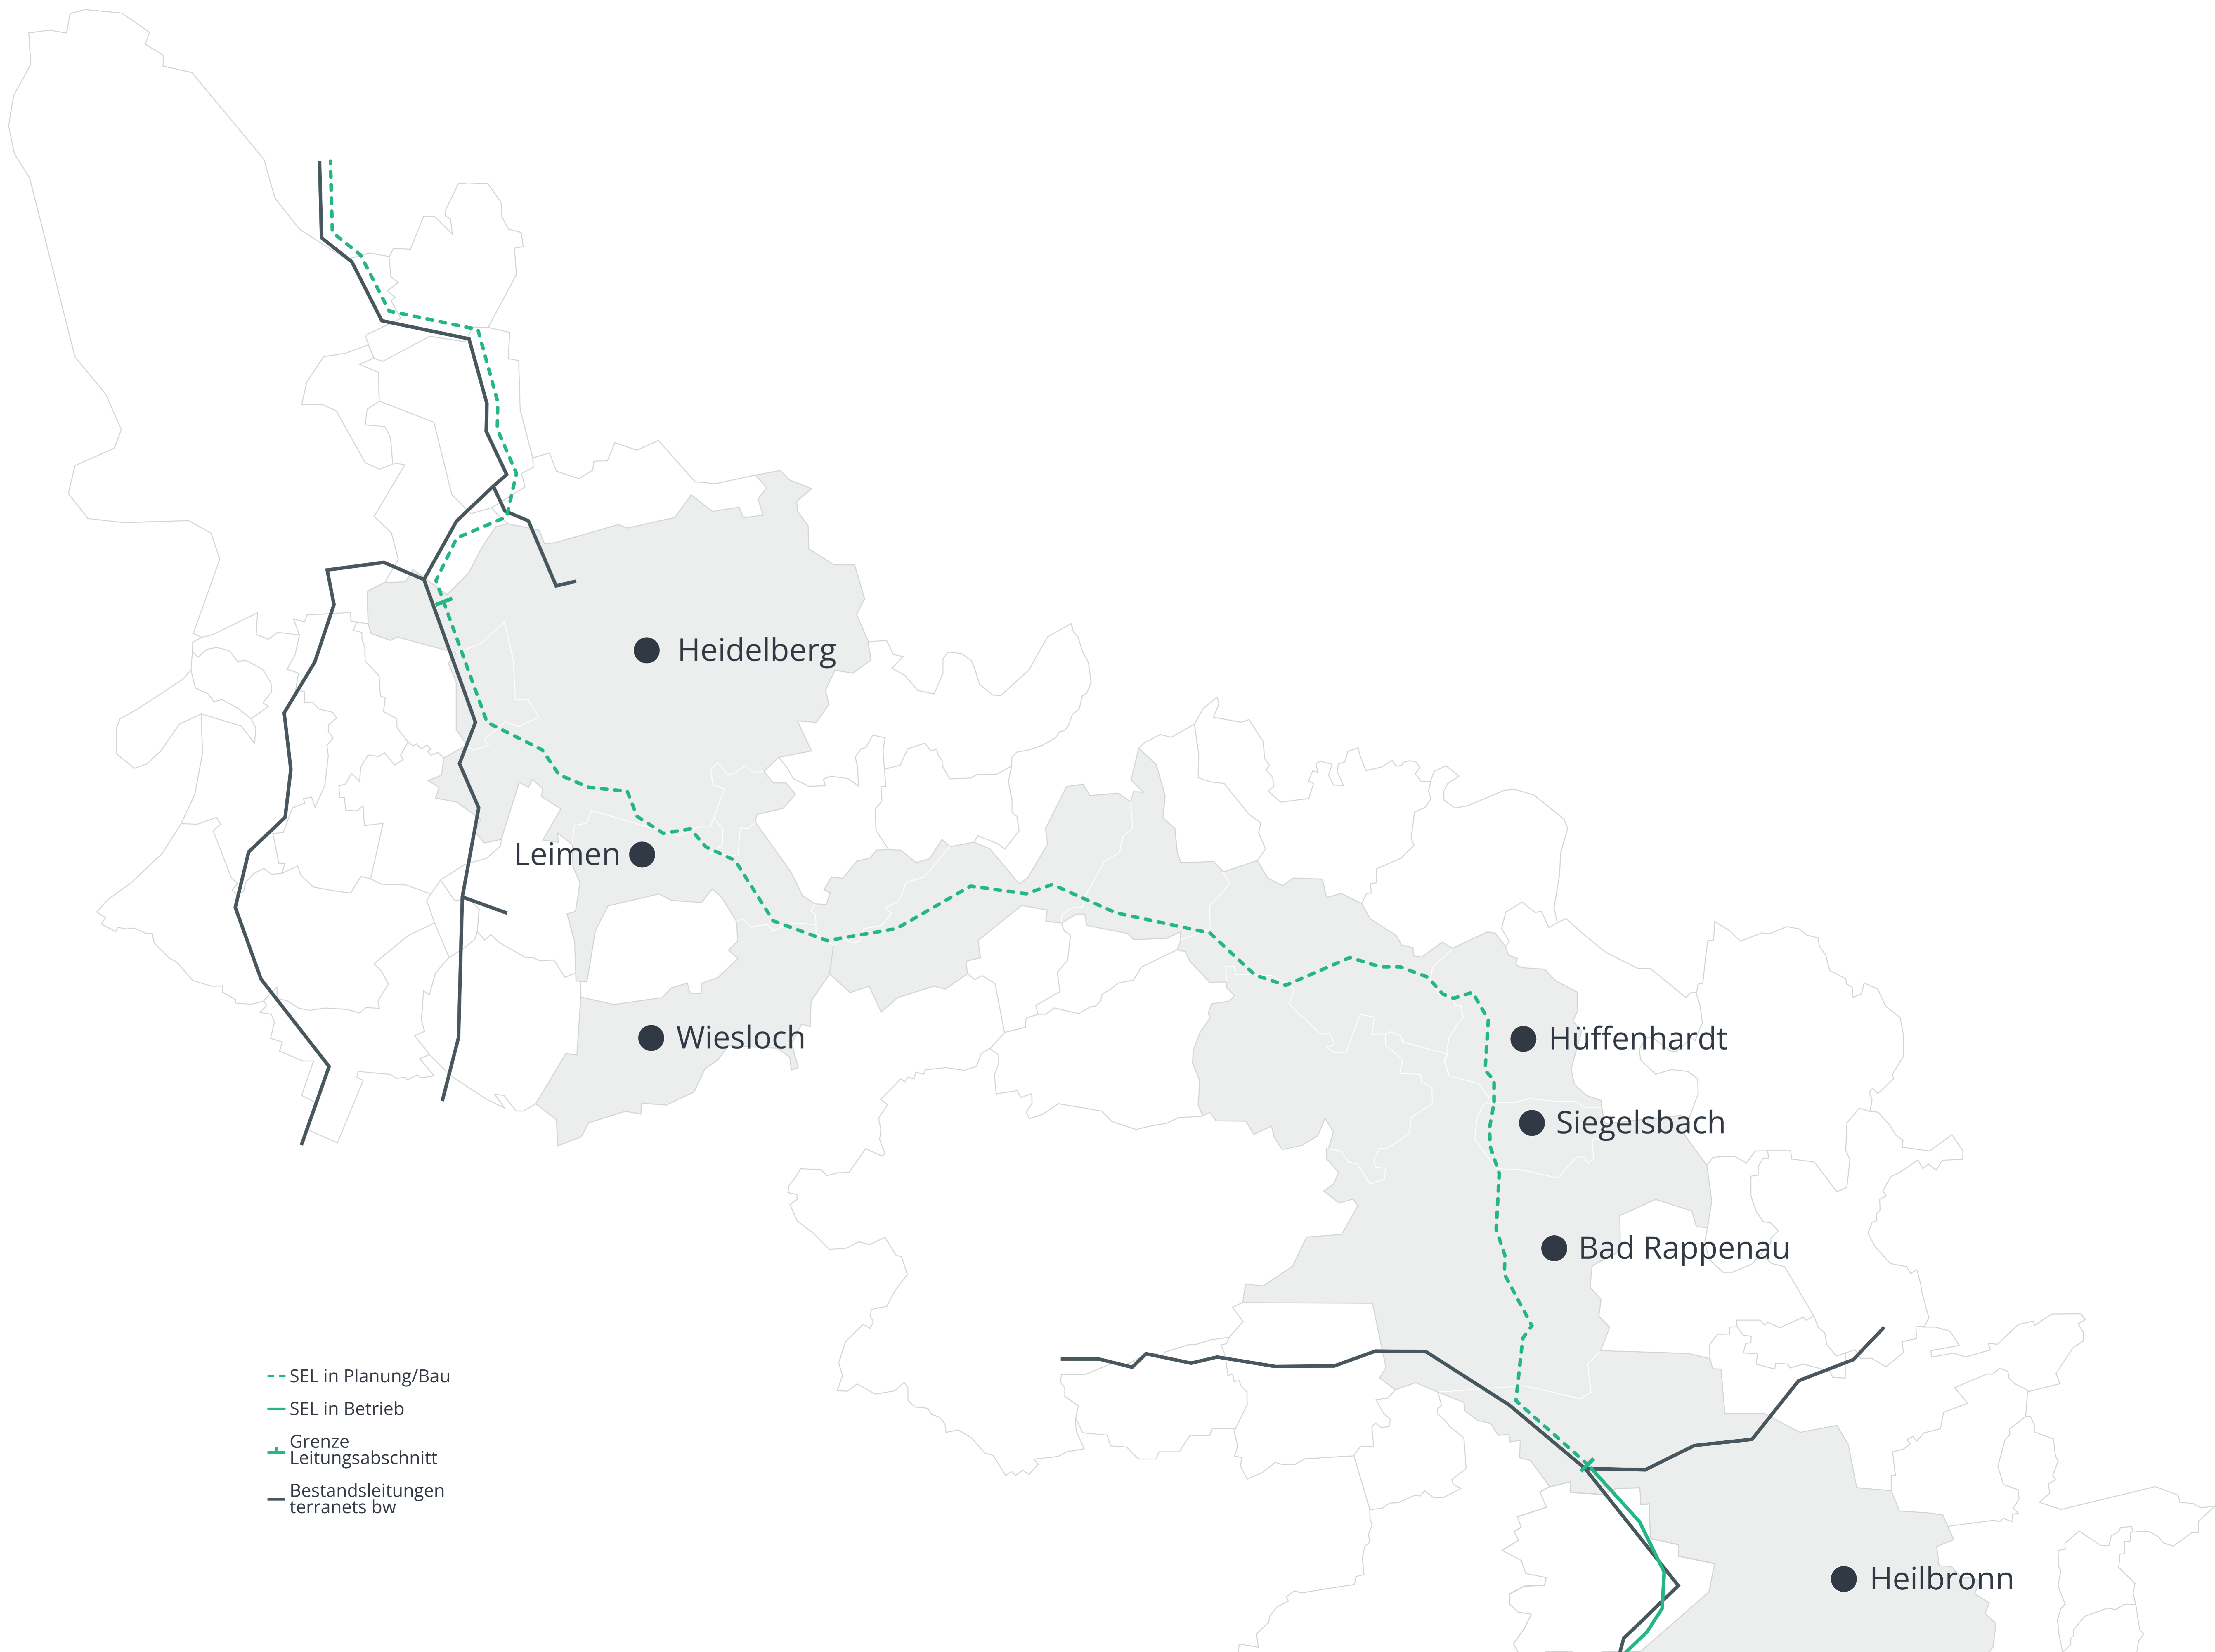 Heidelberg
Leimen
Wiesloch
Hüffenhardt
Siegelsbach
Bad Rappenau
SEL in Planung/Bau
SEL in Betrieb
Grenze
Leitungsabschnitt
Bestandsleitungen
terranets bw
Heilbronn